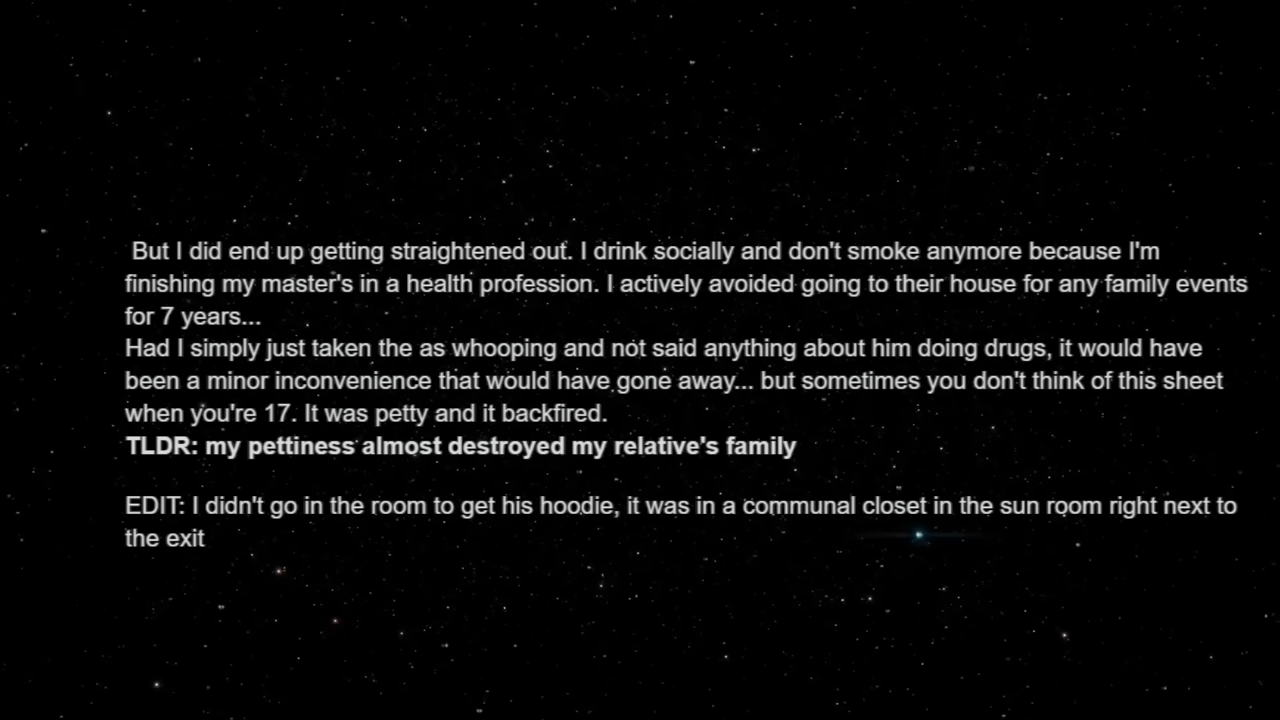 But I did end up getting straightened out. I drink socially and don't smoke anymore because I'm
finishing my master's in a health profession. I actively avoided going to their house for any family events
for 7 years...
Had I simply just taken the as whooping and not said anything about him doing drugs, it would have
been a minor inconvenience that would have gone away... but sometimes you don't think of this sheet
when you're 17. It was petty and it backfired.
TLDR: my pettiness almost destroyed my relative's family
EDIT: I didn't go in the room to get his hoodie, it was in a communal closet in the sun room right next to
the exit